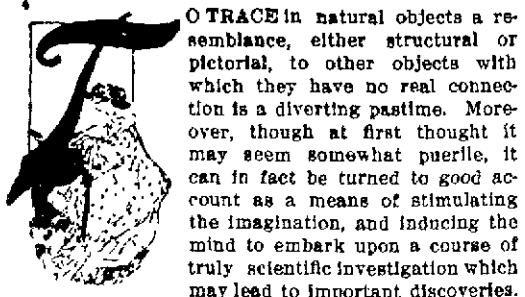 TO TRACE in natural objects a re-
semblance, either structural or
pictorial, to other objects with
which they have no real connec-
tion is a diverting pastime. More-
over, though at first thought it
may seem somewhat puerile, it
can in fact be turned to good ac-
count as a means of stimulating
the imagination, and inducing the
mind to embark upon a course of
truly scientific investigation which
may lead to important discoveries.